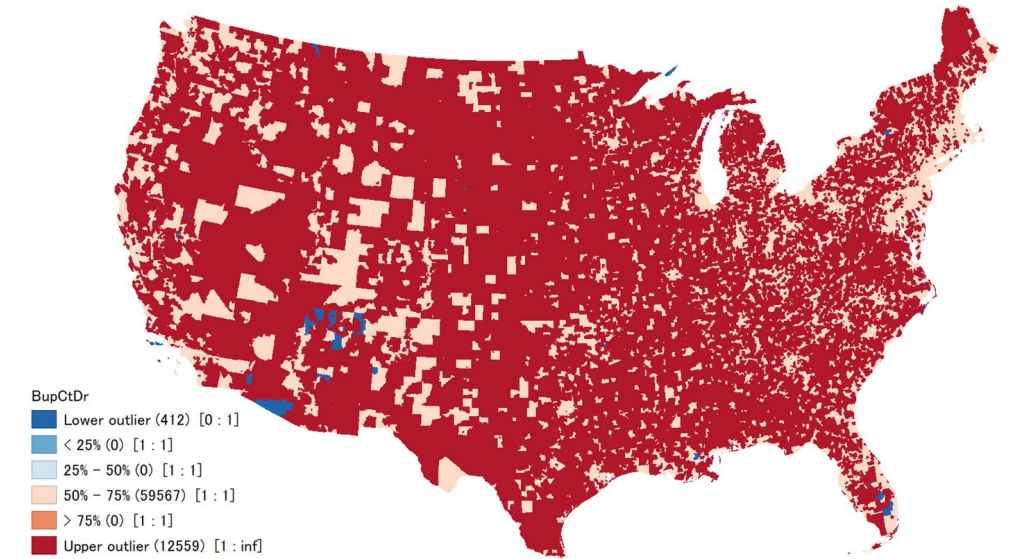 BupCtDr
Lower outlier (412) [0 : 1]
< 25% (0) [1 : 1]
25% - 50% (0) [1 : 1]
50% - 75% (59567) [1 : 1]
> 75% (0) [1 : 1]
Upper outlier (12559) [1 : inf]